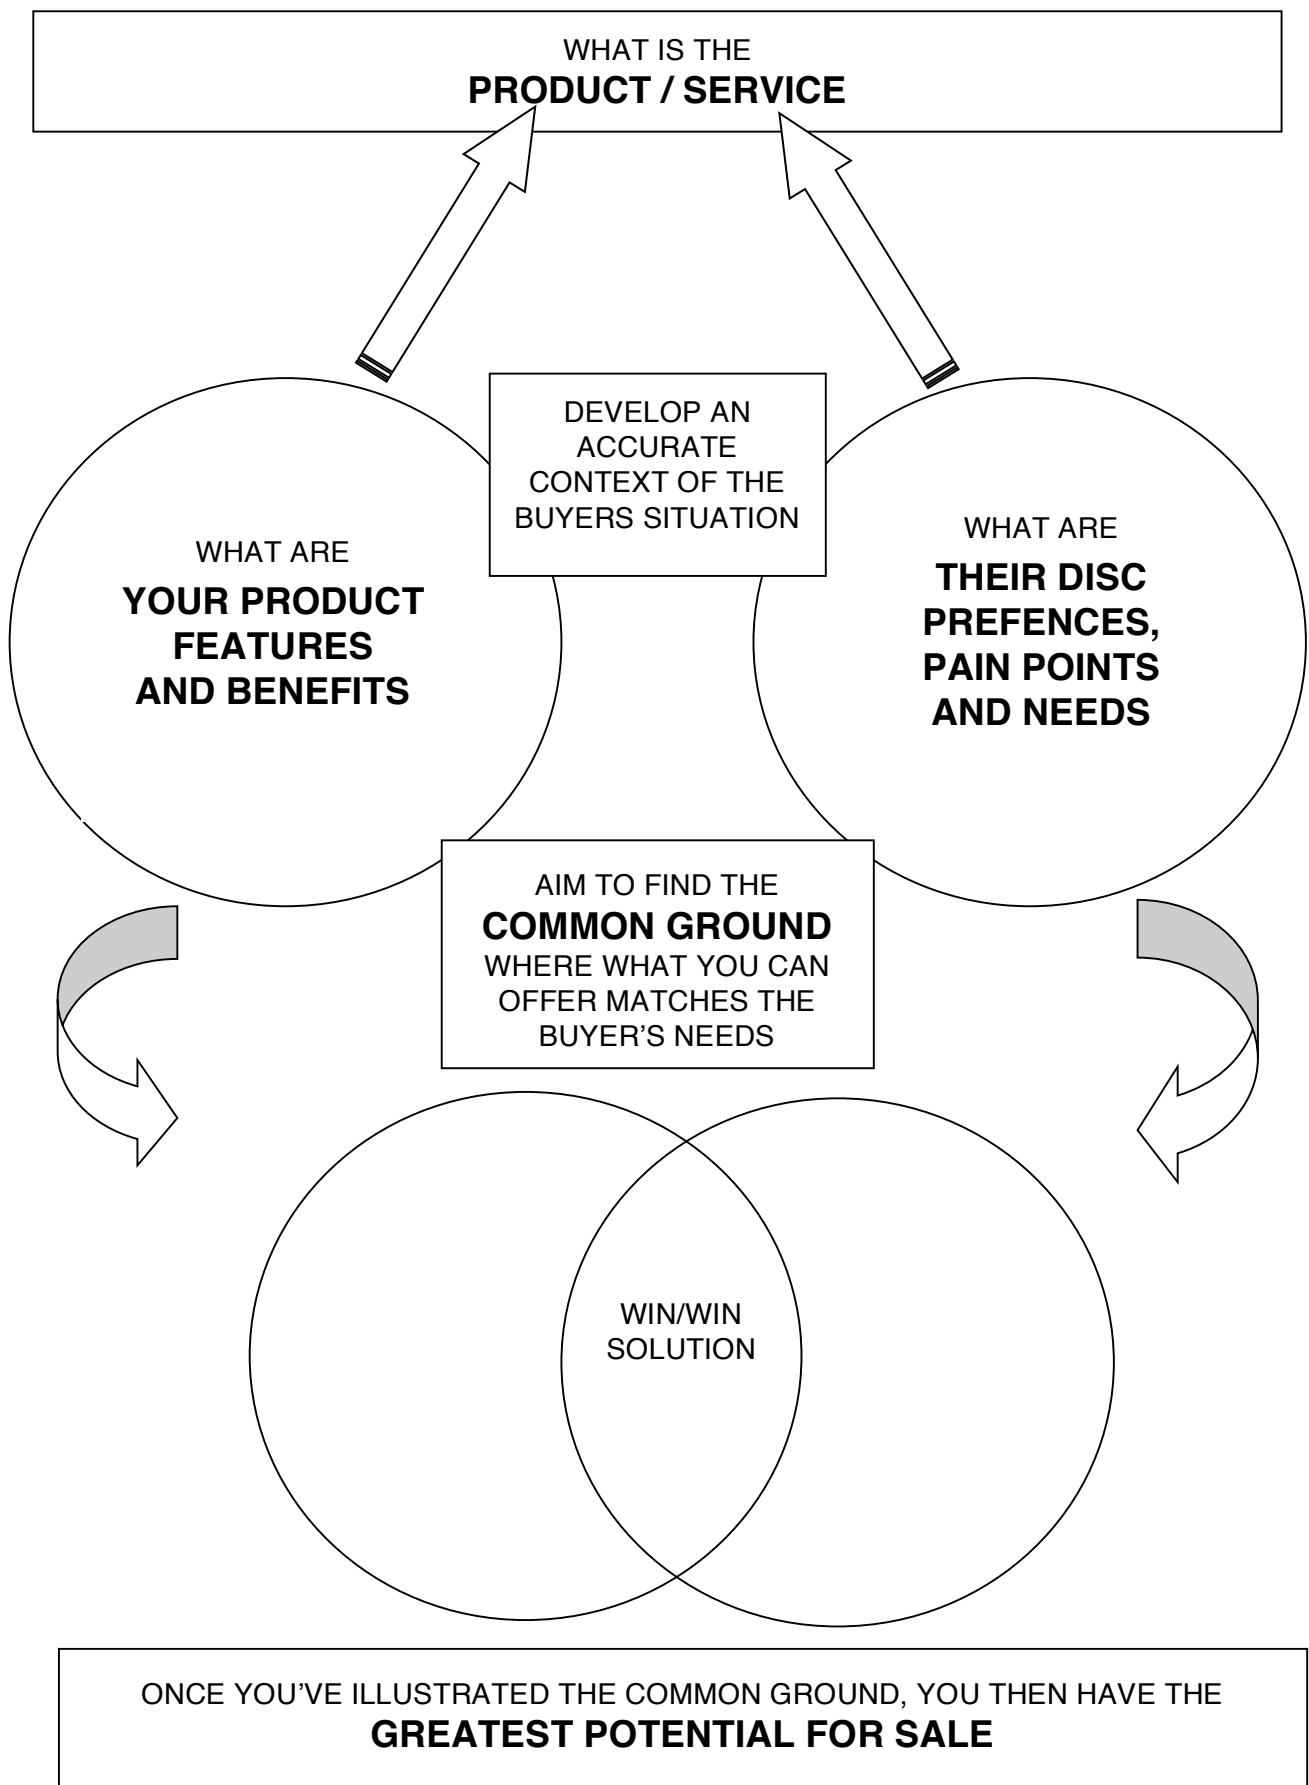 WHAT IS THE
PRODUCT / SERVICE
DEVELOP AN
ACCURATE
CONTEXT OF THE
BUYERS SITUATION
WHAT ARE
YOUR PRODUCT
FEATURES
AND BENEFITS
WHAT ARE
THEIR DISC
PREFENCES,
PAIN POINTS
AND NEEDS
AIM TO FIND THE
COMMON GROUND
WHERE WHAT YOU CAN
OFFER MATCHES THE
BUYER'S NEEDS
WIN/WIN
SOLUTION
ONCE YOU'VE ILLUSTRATED THE COMMON GROUND, YOU THEN HAVE THE
GREATEST POTENTIAL FOR SALE